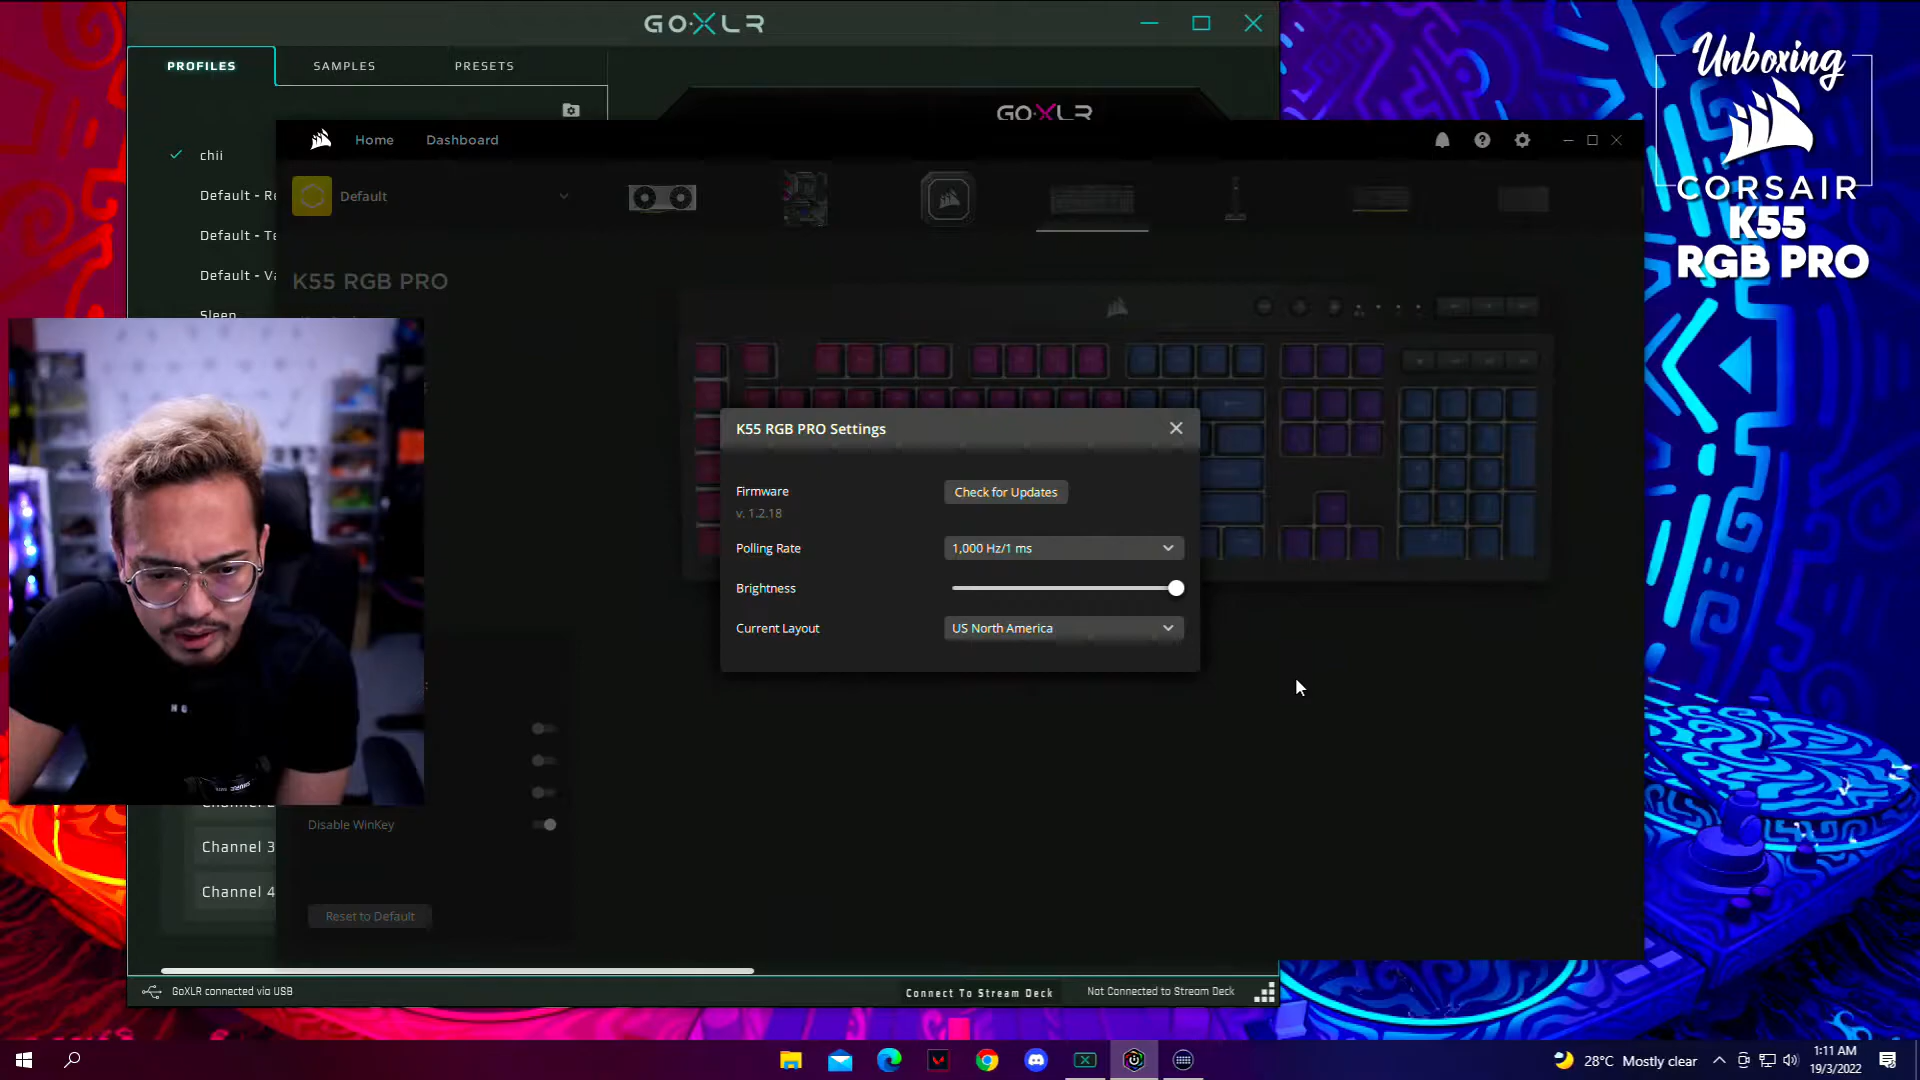 GO·XLR
PROFILES
SAMPLES
PRESETS
GO·XLR
Unboxing
CORSAIR
K55
RGB PRO
Home
Dashboard
chii
Default
Default - Re
Default - Te
Default - Va
Sleep
K55 RGB PRO
K55 RGB PRO Settings
Firmware
Check for Updates
v. 1.2.18
Polling Rate
1,000 Hz/1 ms
Brightness
Current Layout
US North America
Disable WinKey
Channel 3
Channel 4
Reset to Default
GoXLR connected via USB
Connect To Stream Deck
Not Connected to Stream Deck
28°C Mostly clear
1:11 AM
19/3/2022